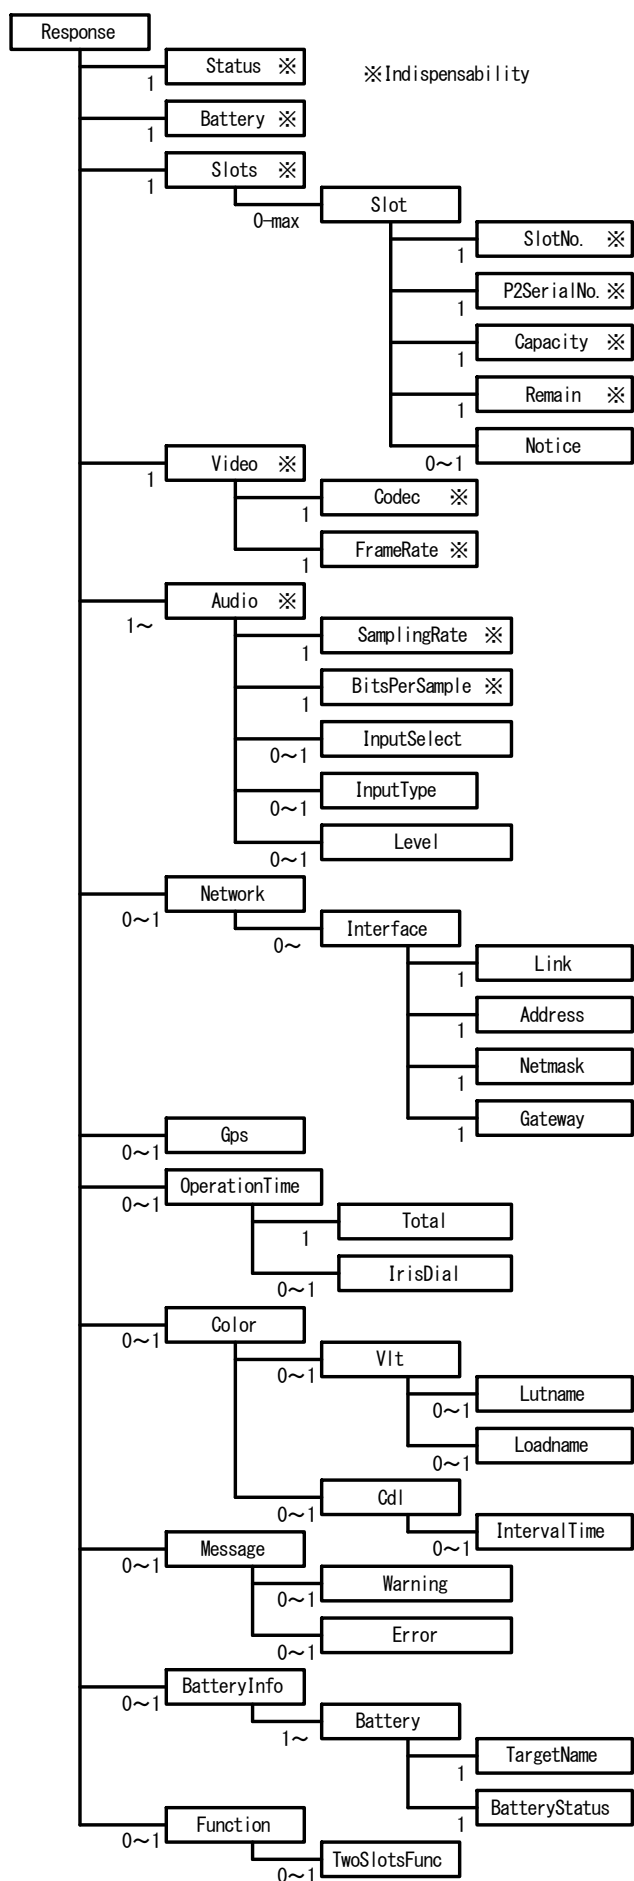 Response
Status ※
※Indispensability
1
Battery ※
1
Slots ※
1
Slot
0-max
SlotNo. ※
1
P2SerialNo. ※
1
Capacity ※
1
Remain ※
1
Notice
0～1
Video ※
1
Codec ※
1
FrameRate ※
1
Audio ※
1～
SamplingRate ※
1
BitsPerSample ※
1
InputSelect
0～1
InputType
0～1
Level
0～1
Network
0～1
Interface
0～
Link
1
Address
1
Netmask
1
Gateway
1
Gps
0～1
OperationTime
0～1
Total
1
IrisDial
0～1
Color
0～1
Vlt
0～1
Lutname
0～1
Loadname
0～1
Cdl
0～1
IntervalTime
0～1
Message
0～1
Warning
0～1
Error
0～1
BatteryInfo
0～1
Battery
1～
TargetName
1
BatteryStatus
1
Function
0～1
TwoSlotsFunc
0～1